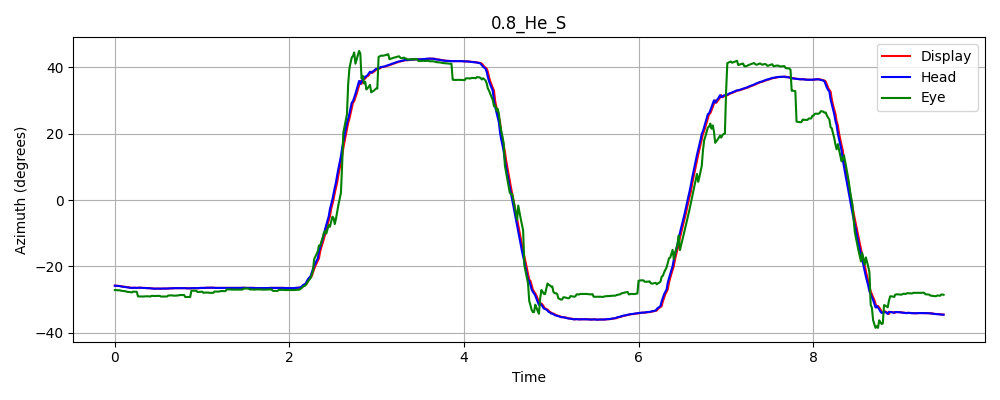 0.8_He_S
Display
Head
Eye
Azimuth (degrees)
40
20
0
−20
−40
0 2 4 6 8
Time